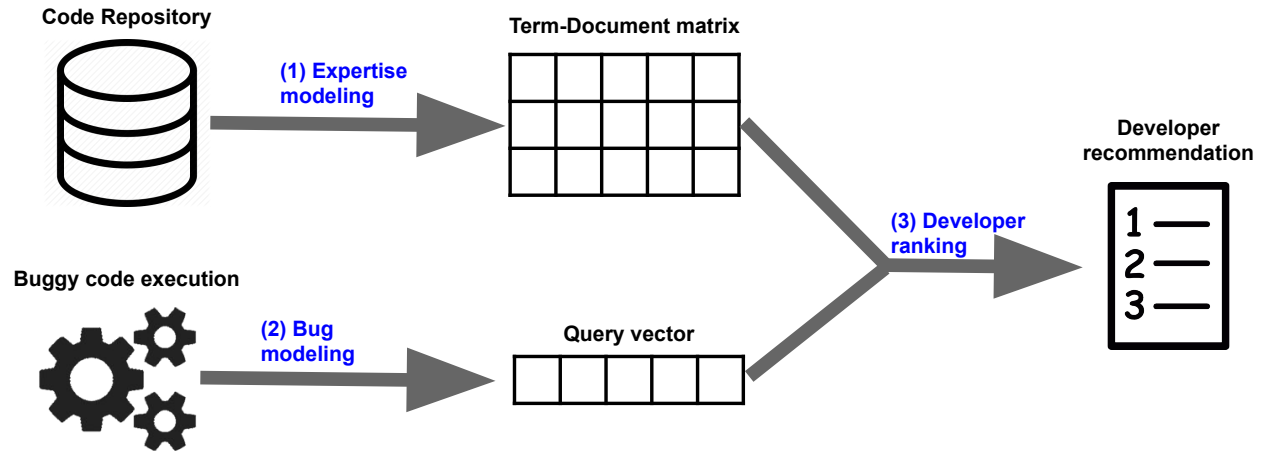 Code Repository
(1) Expertise
modeling
Term-Document matrix
Developer
recommendation
(3) Developer
ranking
1
2
3
Buggy code execution
(2) Bug
modeling
Query vector